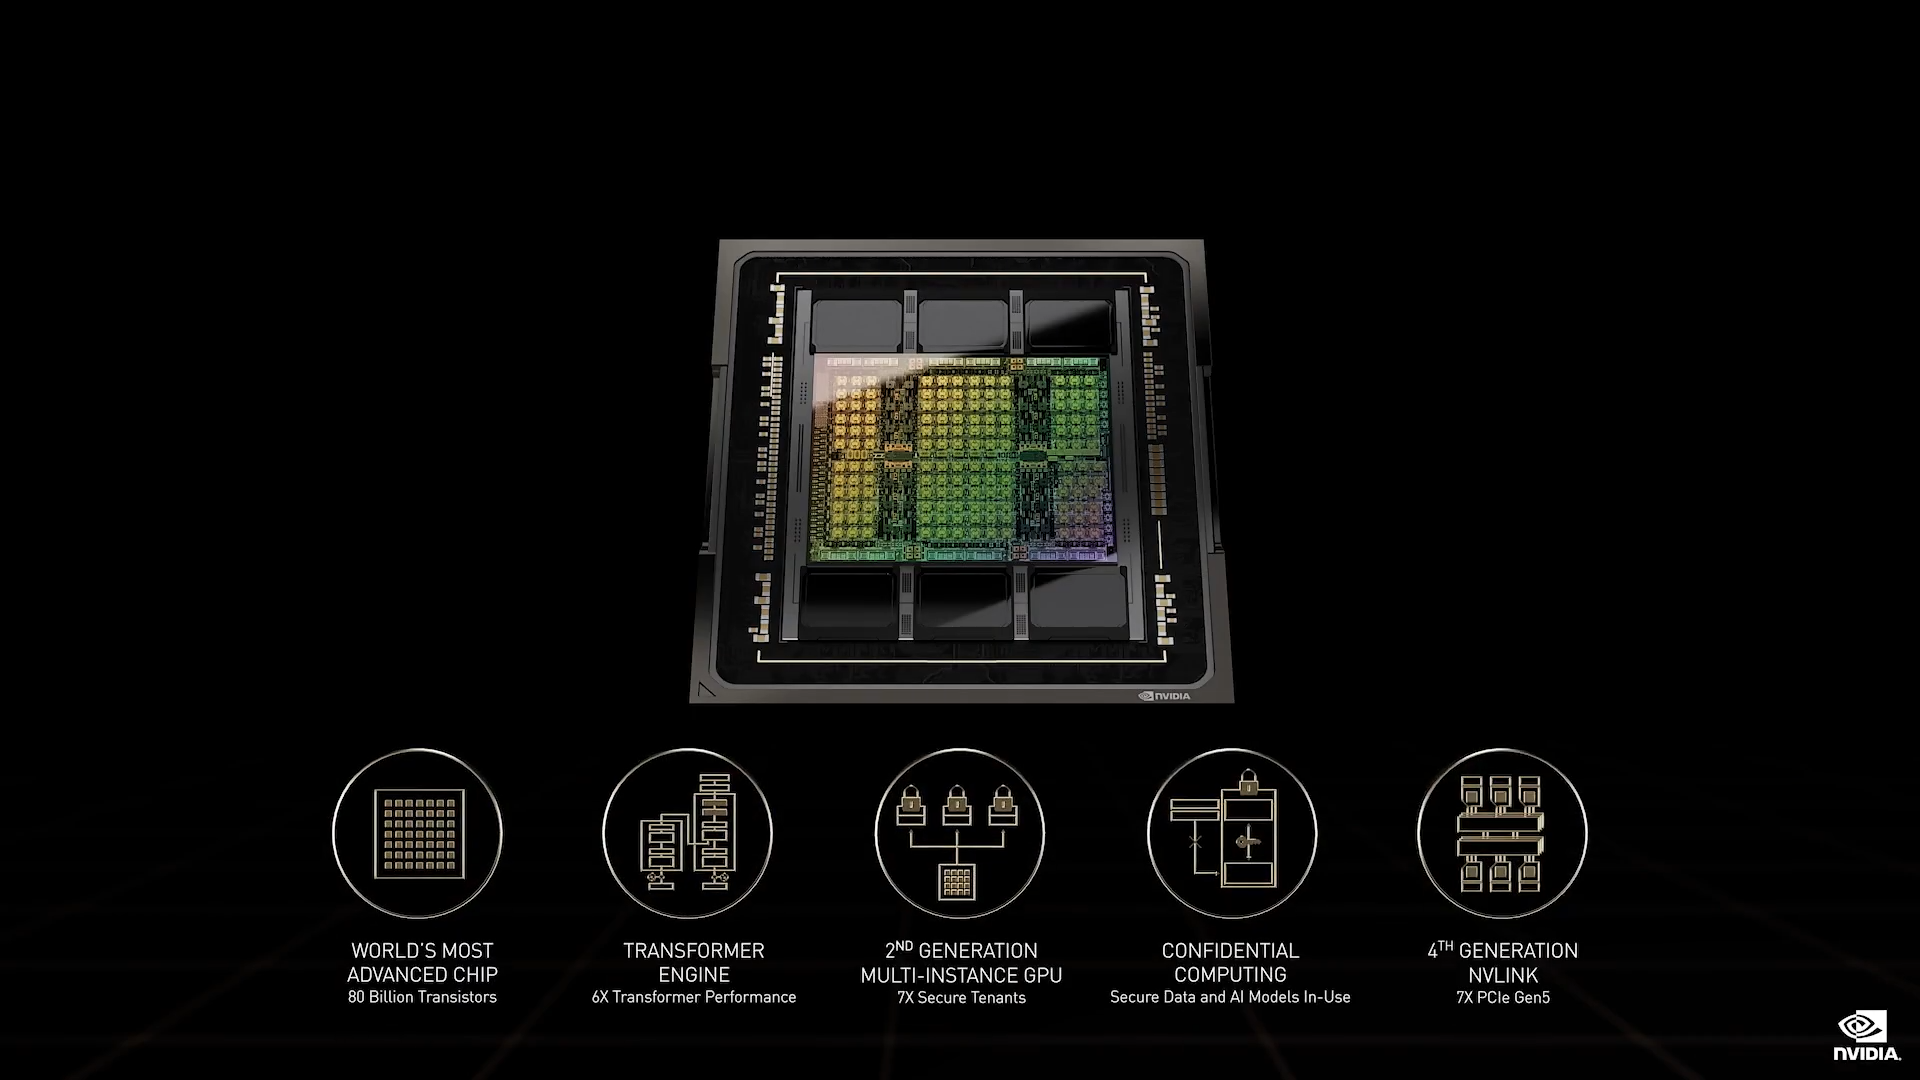 NVIDIA
WORLD'S MOST
ADVANCED CHIP
80 Billion Transistors
TRANSFORMER
ENGINE
6X Transformer Performance
2ND GENERATION
MULTI-INSTANCE GPU
7X Secure Tenants
CONFIDENTIAL
COMPUTING
Secure Data and AI Models In-Use
4TH GENERATION
NVLINK
7X PCIe Gen5
NVIDIA.